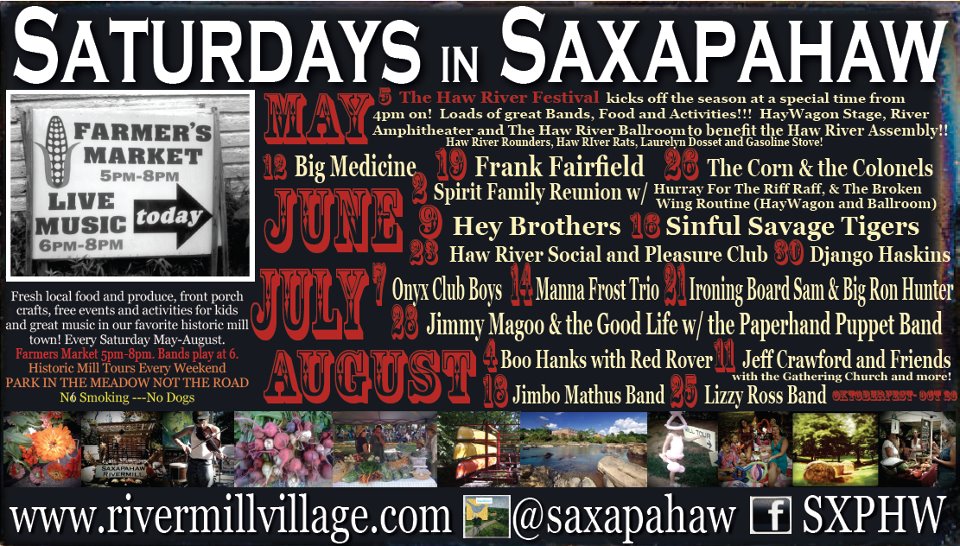 SATURDAYS IN SAXAPAHAW
FARMER'S
MARKET
5PM-8PM
LIVE
MUSIC
today
6PM-8PM
Fresh local food and produce, front porch
crafts, free events and activities for kids
and great music in our favorite historic mill
town! Every Saturday May-August.
Farmers Market 5pm-8pm. Bands play at 6.
Historic Mill Tours Every Weekend
PARK IN THE MEADOW NOT THE ROAD
No Smoking ---No Dogs
MAY 5 The Haw River Festival kicks off the season at a special time from
4pm on! Loads of great Bands, Food and Activities!!! HayWagon Stage, River
Amphitheater and The Haw River Ballroom to benefit the Haw River Assembly!!
Haw River Rounders, Haw RIver Rats, Laurelyn Dosset and Gasoline Stove!
12 Big Medicine 19 Frank Fairfield 26 The Corn & the Colonels
JUNE 2 Spirit Family Reunion w/ Hurray For The Riff Raff, & The Broken
Wing Routine (HayWagon and Ballroom)
9 Hey Brothers 16 Sinful Savage Tigers
23 Haw River Social and Pleasure Club 30 Django Haskins
JULY 7 Onyx Club Boys 14 Manna Frost Trio 21 Ironing Board Sam & Big Ron Hunter
28 Jimmy Magoo & the Good Life w/ the Paperhand Puppet Band
AUGUST 4 Boo Hanks with Red Rover 11 Jeff Crawford and Friends
with the Gathering Church and more!
18 Jimbo Mathus Band 25 Lizzy Ross Band OKTOBERFEST- OCT 20
SAXAPAHAW
RIVERMILL
MILL TOUR
www.rivermillvillage.com @saxapahaw f SXPHW